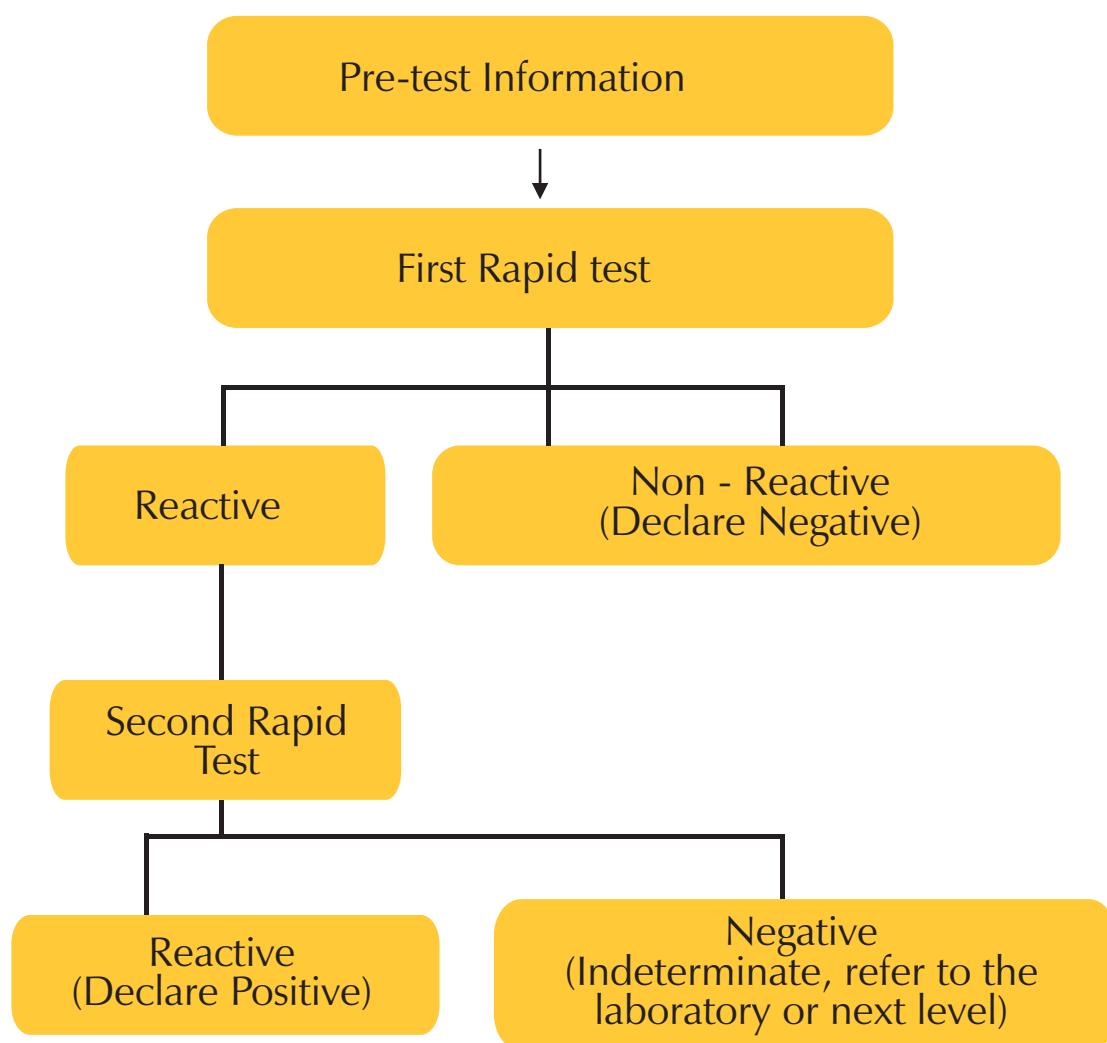 Pre-test Information
First Rapid test
Reactive
Non - Reactive
(Declare Negative)
Second Rapid
Test
Reactive
(Declare Positive)
Negative
(Indeterminate, refer to the
laboratory or next level)